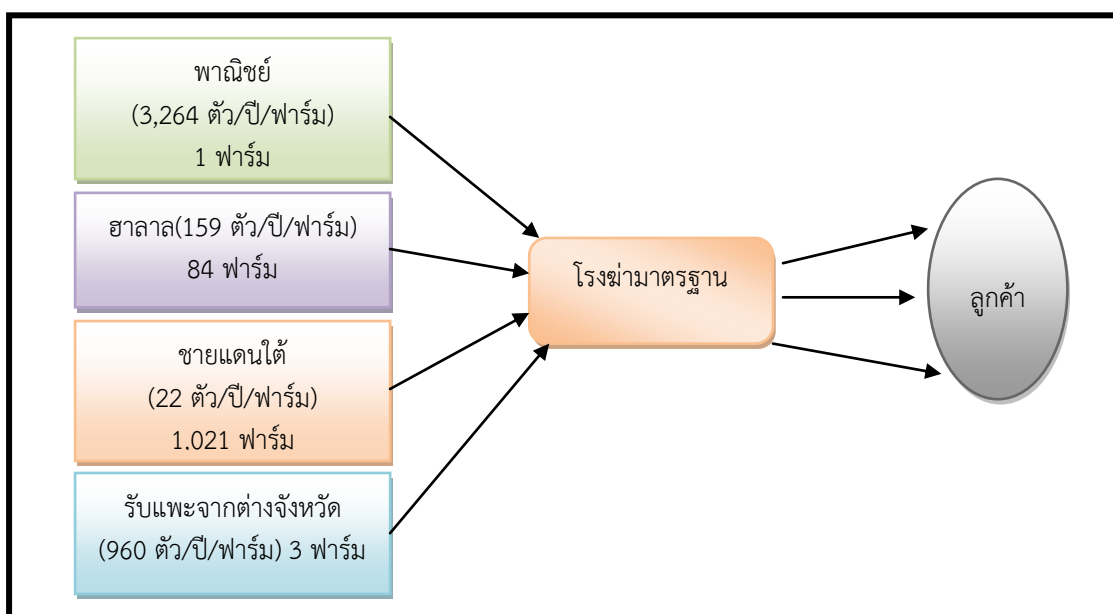 พาณิชย์
(3,264 ตัว/ปี/ฟาร์ม)
1 ฟาร์ม
ฮาลาล(159 ตัว/ปี/ฟาร์ม)
84 ฟาร์ม
ชายแดนใต้
(22 ตัว/ปี/ฟาร์ม)
1.021 ฟาร์ม
รับแพะจากต่างจังหวัด
(960 ตัว/ปี/ฟาร์ม) 3 ฟาร์ม
โรงฆ่ามาตรฐาน
ลูกค้า